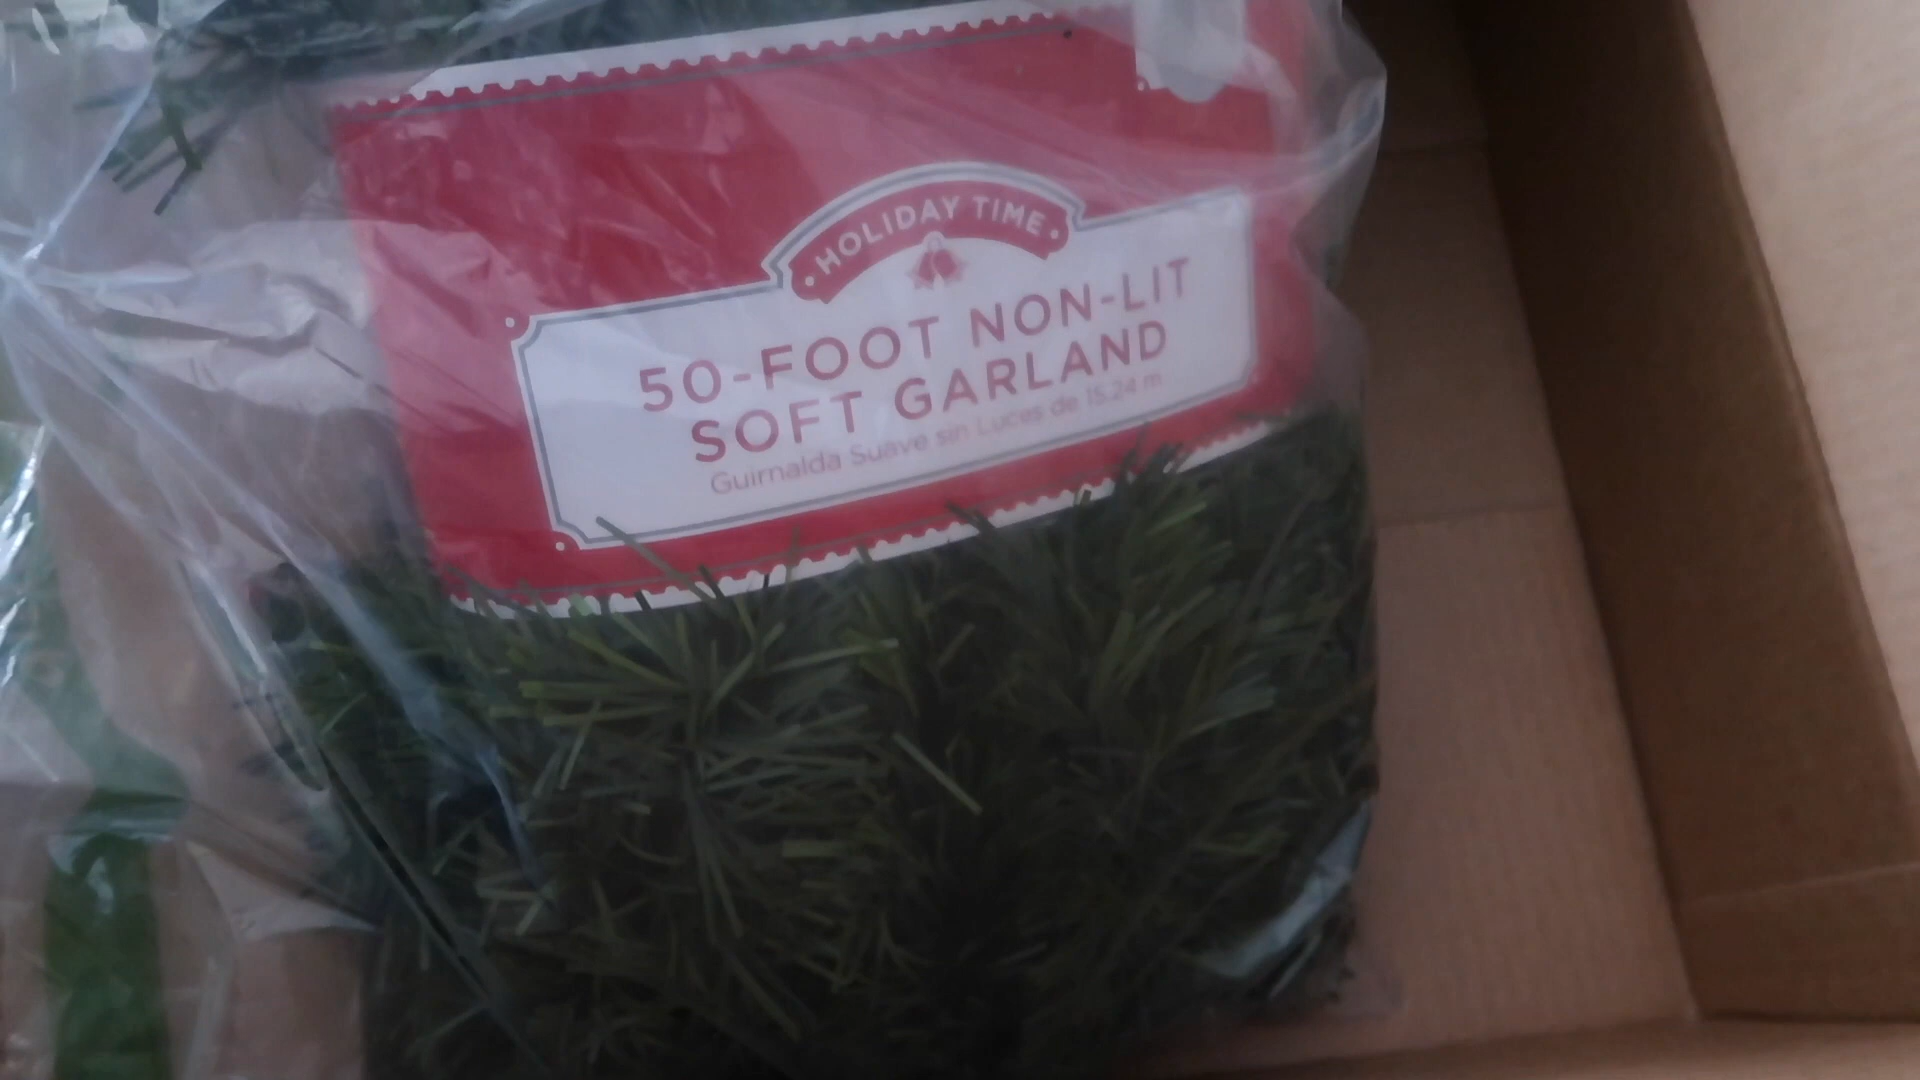 HOLIDAY TIME
50-FOOT NON-LIT
SOFT GARLAND
Guirnalda Suave sin Luces de 15.24 m